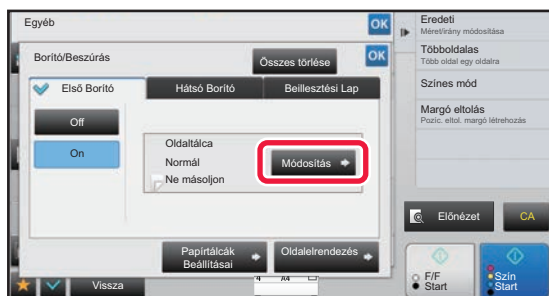 Egyéb
OK
Borító/Beszúrás
Összes törlése
OK
Első Borító
Hátsó Borító
Beillesztési Lap
Off
On
Oldaltálca
Normál
Ne másoljon
Módosítás
Papírtálcák
Beállításai
Oldalelrendezés
Vissza
A4
Eredeti
Méret/irány módosítása
Többoldalas
Több oldal egy oldalra
Színes mód
Margó eltolás
Pozic. eltol. margó létrehozás
Előnézet
CA
F/F
Start
Szín
Start